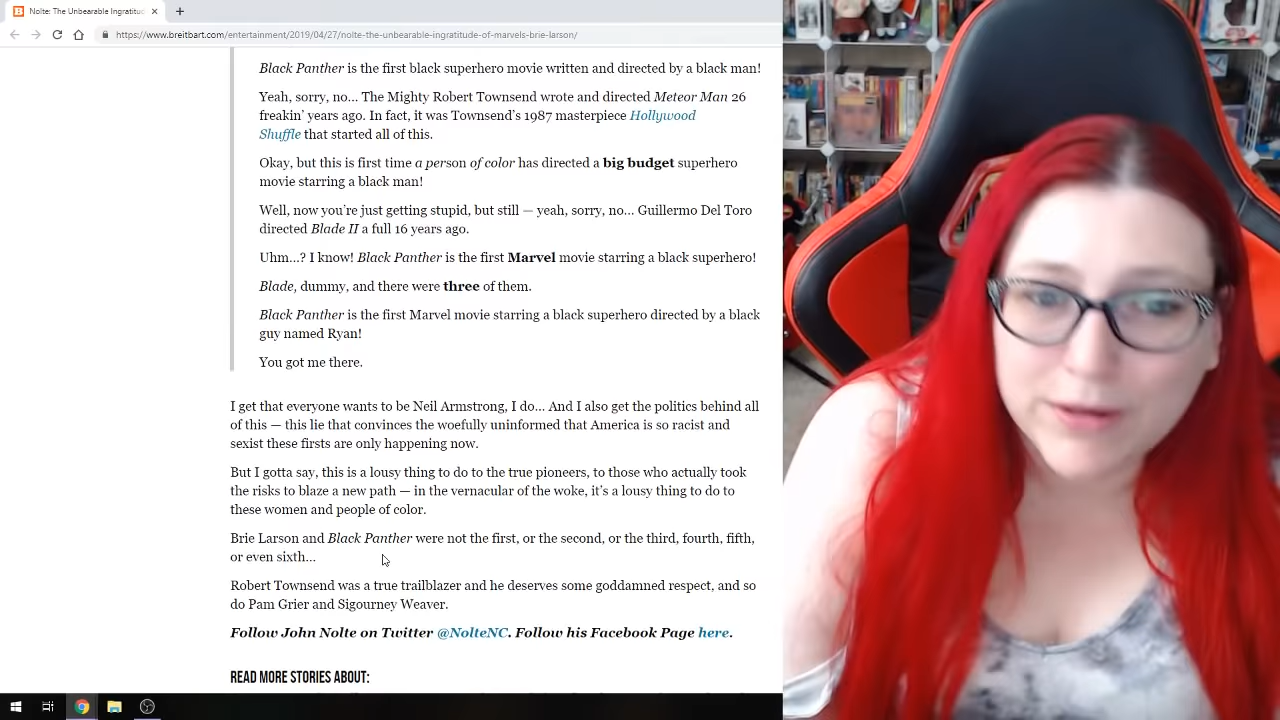 Nolte: The Unbearable Ingratitud
https://www.breitbart.com/entertainment/2019/04/27/nolte-the-unbearable-ingratitude-of-marvels-brie-larson/
Black Panther is the first black superhero movie written and directed by a black man!
Yeah, sorry, no… The Mighty Robert Townsend wrote and directed Meteor Man 26
freakin' years ago. In fact, it was Townsend's 1987 masterpiece Hollywood
Shuffle that started all of this.
Okay, but this is first time a person of color has directed a big budget superhero
movie starring a black man!
Well, now you're just getting stupid, but still — yeah, sorry, no… Guillermo Del Toro
directed Blade II a full 16 years ago.
Uhm…? I know! Black Panther is the first Marvel movie starring a black superhero!
Blade, dummy, and there were three of them.
Black Panther is the first Marvel movie starring a black superhero directed by a black
guy named Ryan!
You got me there.
I get that everyone wants to be Neil Armstrong, I do… And I also get the politics behind all
of this — this lie that convinces the woefully uninformed that America is so racist and
sexist these firsts are only happening now.
But I gotta say, this is a lousy thing to do to the true pioneers, to those who actually took
the risks to blaze a new path — in the vernacular of the woke, it's a lousy thing to do to
these women and people of color.
Brie Larson and Black Panther were not the first, or the second, or the third, fourth, fifth,
or even sixth…
Robert Townsend was a true trailblazer and he deserves some goddamned respect, and so
do Pam Grier and Sigourney Weaver.
Follow John Nolte on Twitter @NolteNC. Follow his Facebook Page here.
READ MORE STORIES ABOUT: